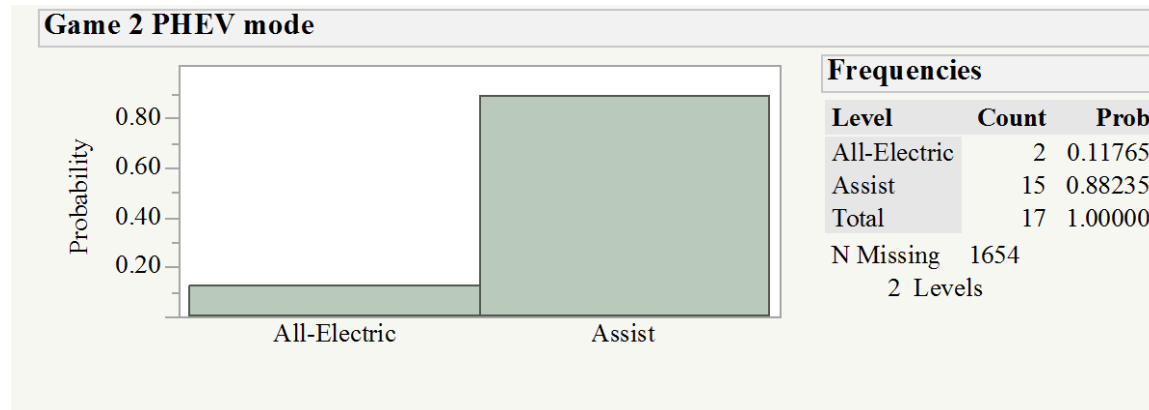 Game 2 PHEV mode
Probability
0.80
0.60
0.40
0.20
All-Electric Assist
Frequencies
Level Count Prob
All-Electric 2 0.11765
Assist 15 0.88235
Total 17 1.00000
N Missing 1654
2 Levels